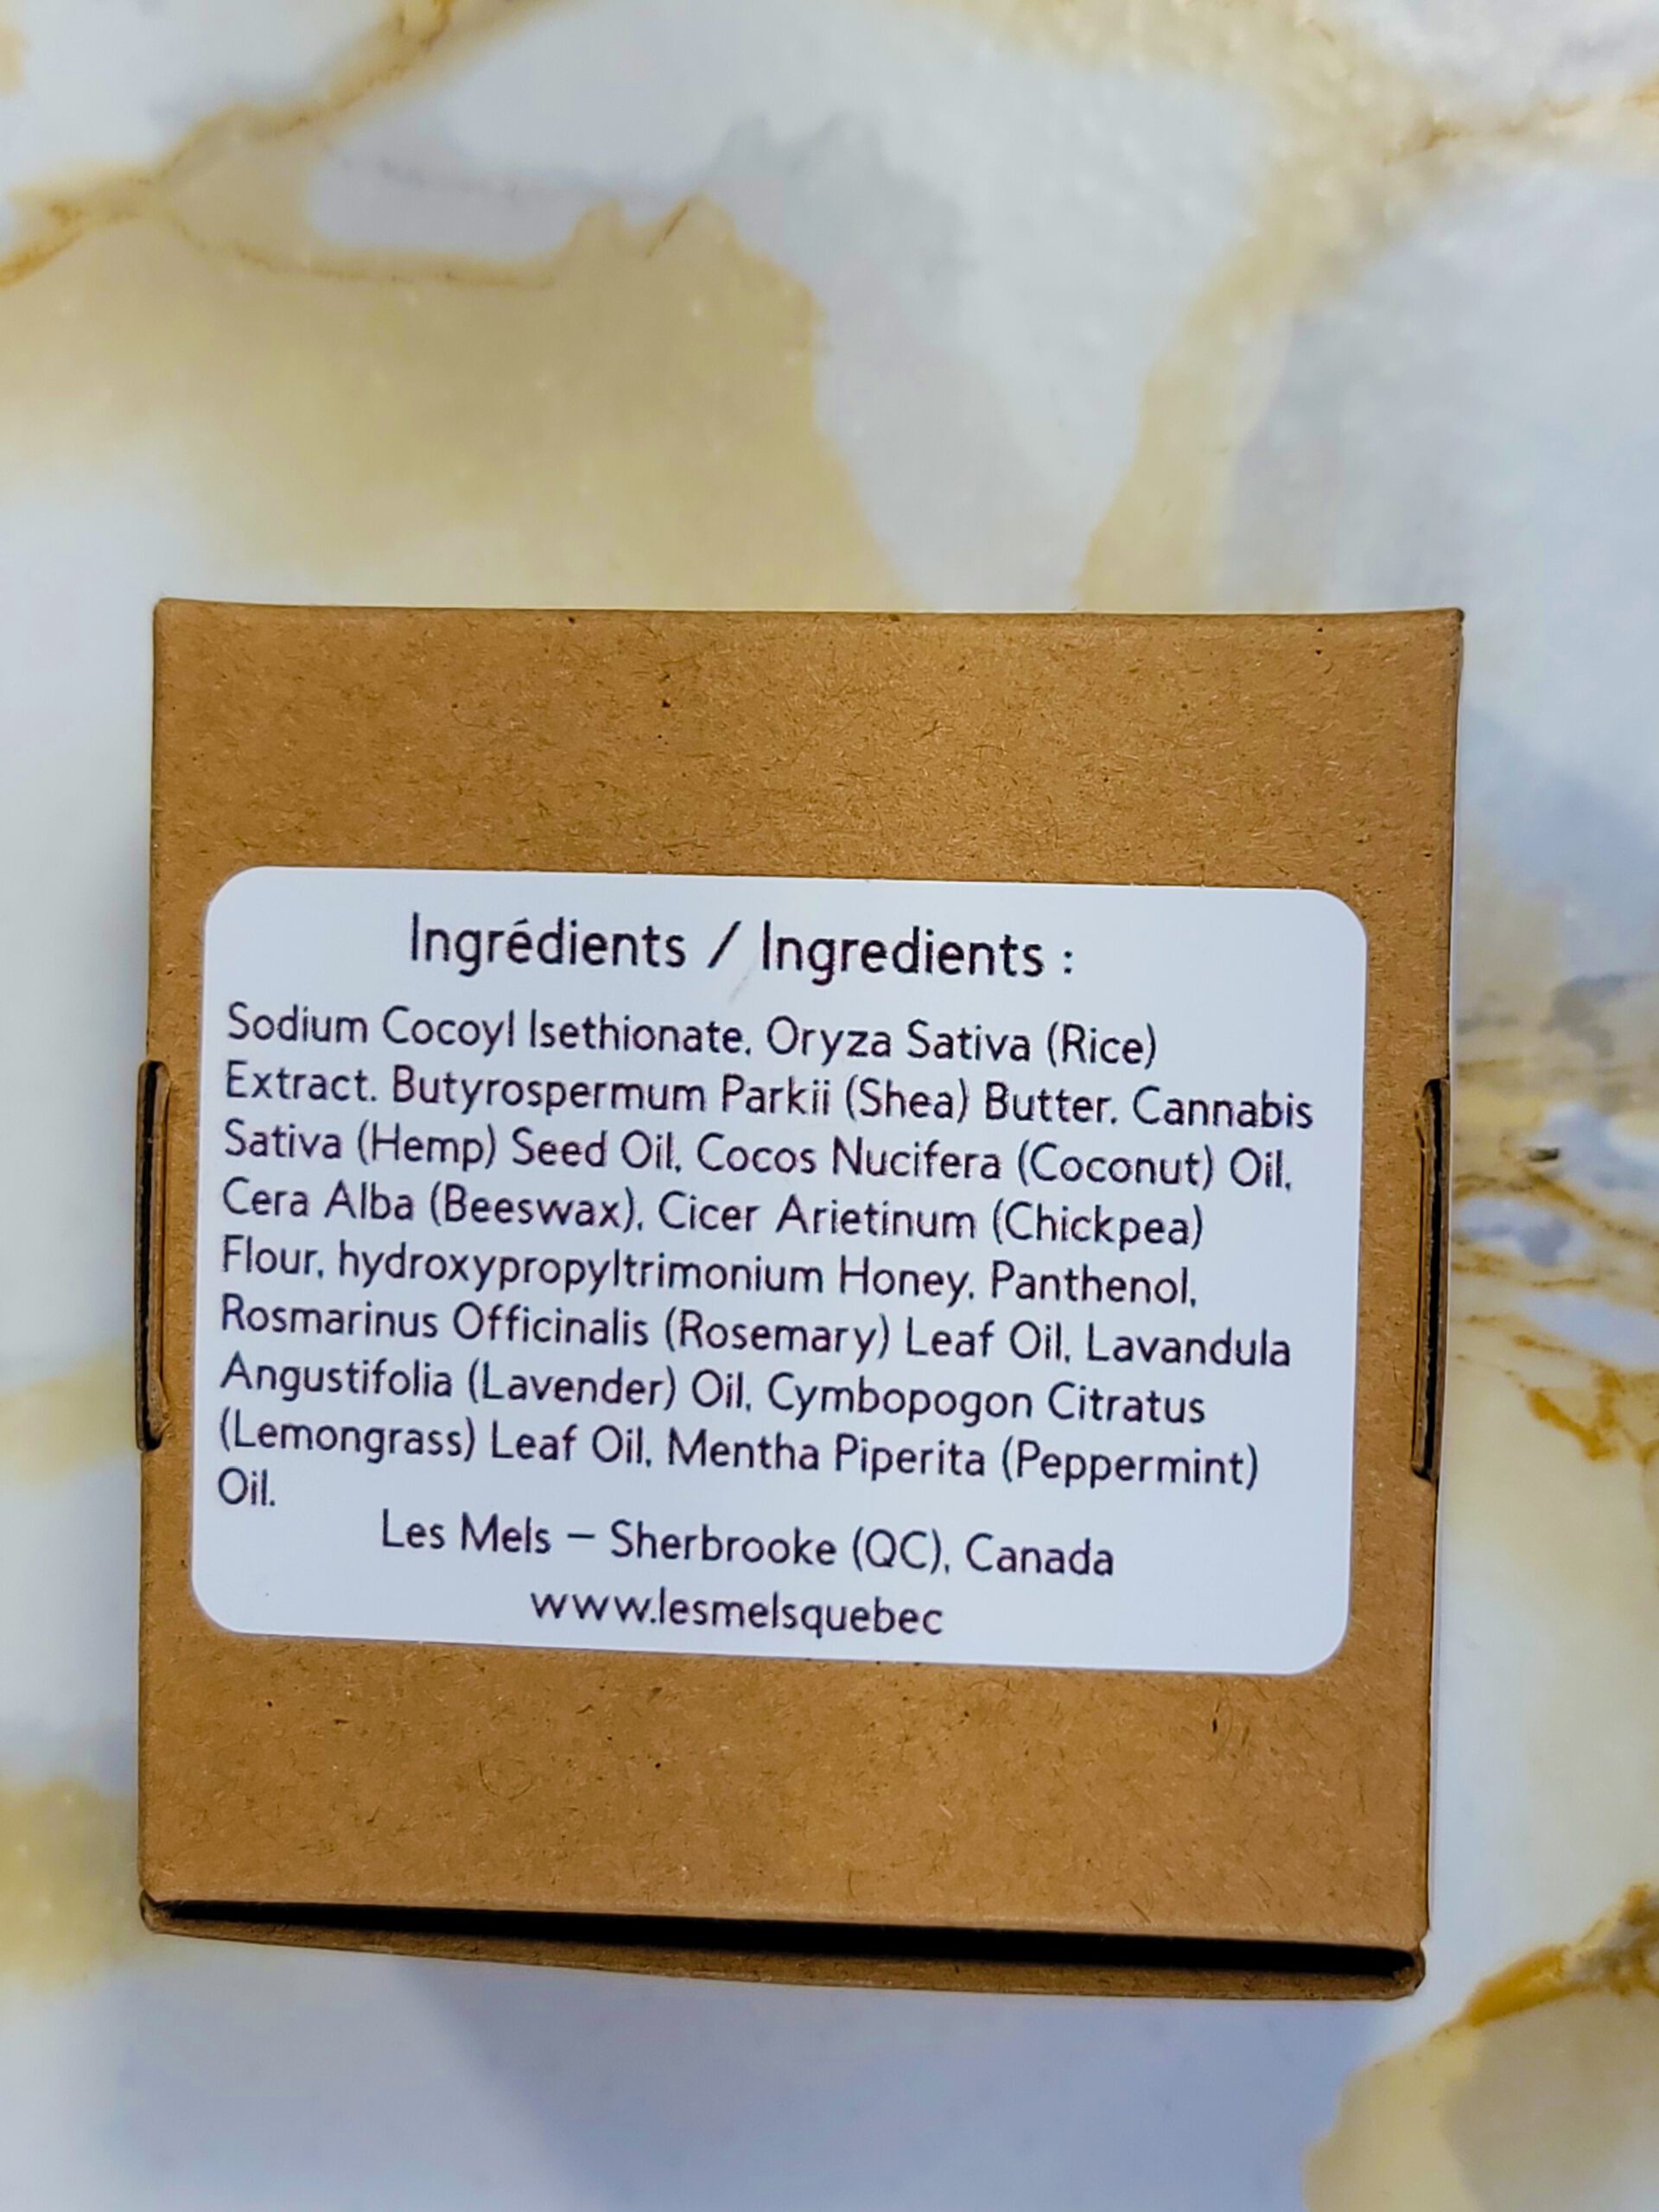 Ingrédients / Ingredients :
Sodium Cocoyl Isethionate, Oryza Sativa (Rice)
Extract. Butyrospermum Parkii (Shea) Butter, Cannabis
Sativa (Hemp) Seed Oil, Cocos Nucifera (Coconut) Oil,
Cera Alba (Beeswax), Cicer Arietinum (Chickpea)
Flour, hydroxypropyltrimonium Honey, Panthenol,
Rosmarinus Officinalis (Rosemary) Leaf Oil, Lavandula
Angustifolia (Lavender) Oil, Cymbopogon Citratus
(Lemongrass) Leaf Oil, Mentha Piperita (Peppermint)
Oil.
Les Mels – Sherbrooke (QC), Canada
www.lesmelsquebec